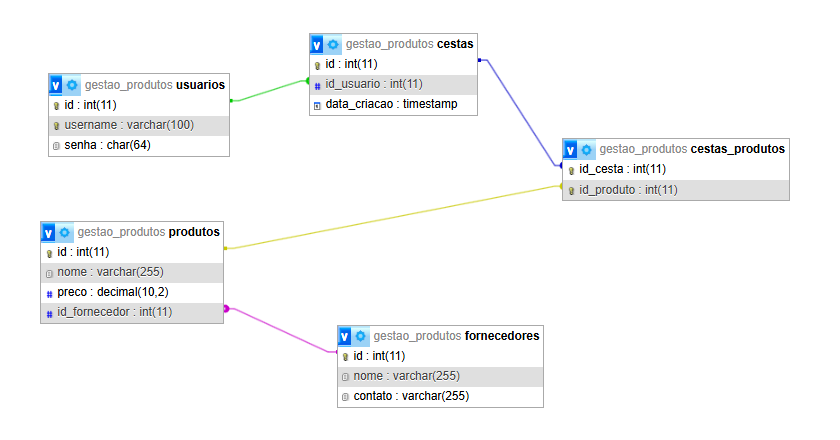 gestao_produtos cestas
id : int(11)
id_usuario : int(11)
data_criacao : timestamp
gestao_produtos usuarios
id : int(11)
username : varchar(100)
senha : char(64)
gestao_produtos cestas_produtos
id_cesta : int(11)
id_produto : int(11)
gestao_produtos produtos
id : int(11)
nome : varchar(255)
preco : decimal(10,2)
id_fornecedor : int(11)
gestao_produtos fornecedores
id : int(11)
nome : varchar(255)
contato : varchar(255)